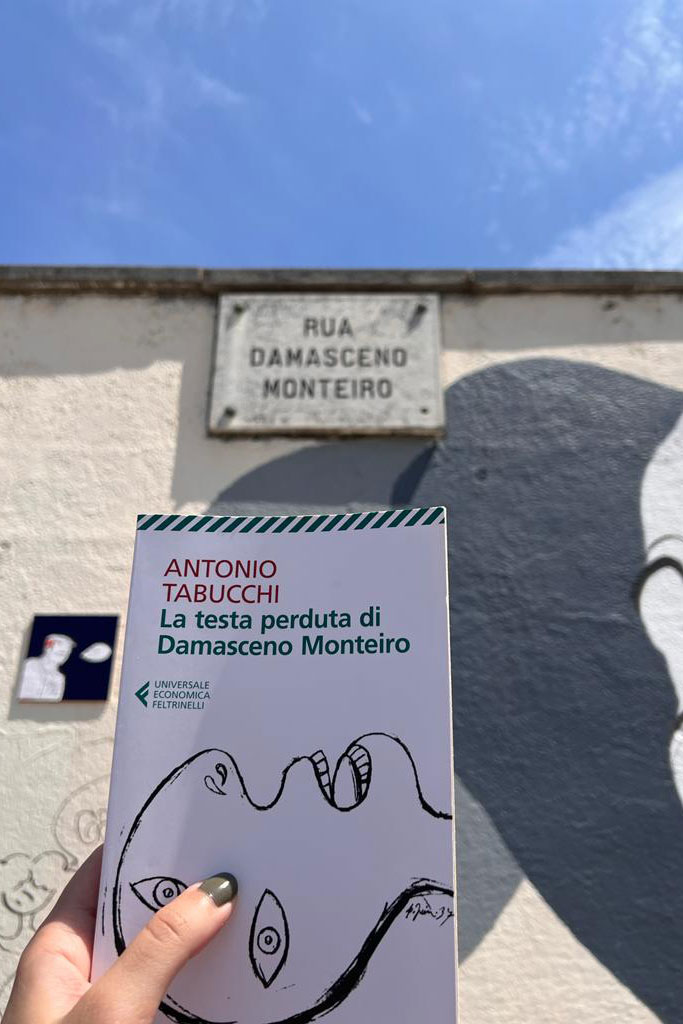 RUA
DAMASCENO
MONTEIRO
ANTONIO
TABUCCHI
La testa perduta di
Damasceno Monteiro
UNIVERSALE
ECONOMICA
FELTRINELLI